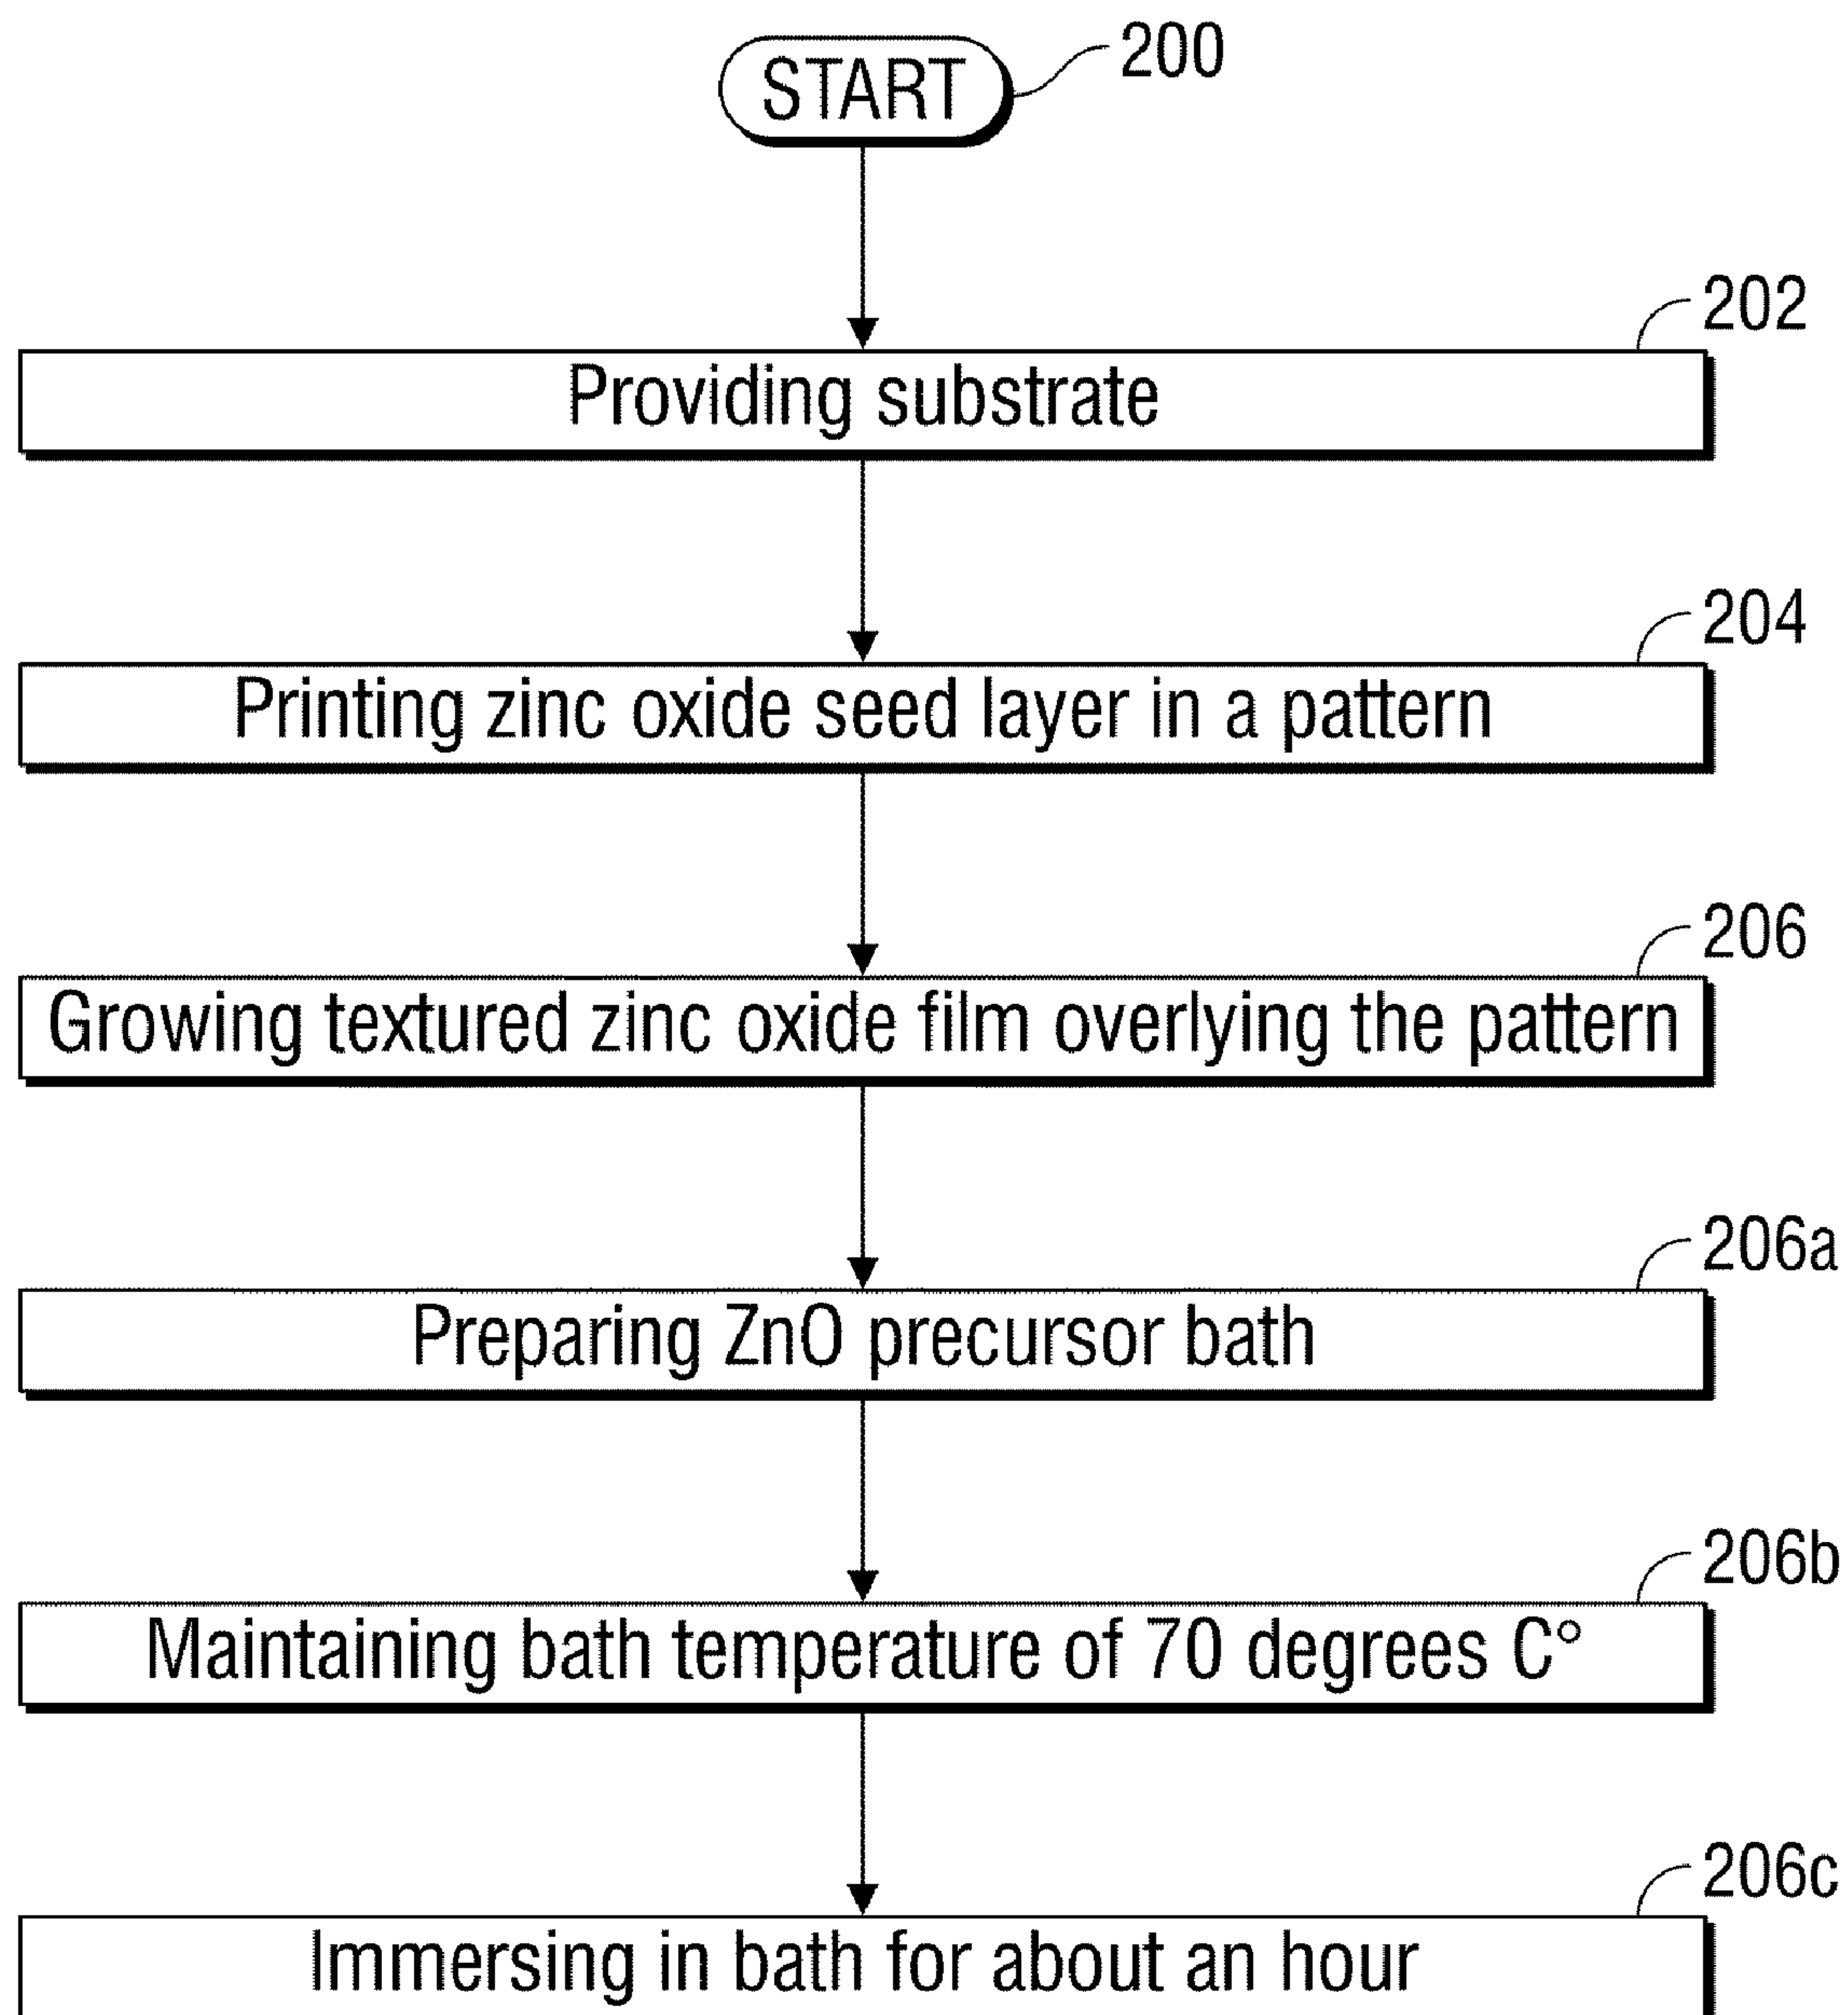 START
200
202
Providing substrate
204
Printing zinc oxide seed layer in a pattern
206
Growing textured zinc oxide film overlying the pattern
206a
Preparing ZnO precursor bath
206b
Maintaining bath temperature of 70 degrees C°
206c
Immersing in bath for about an hour